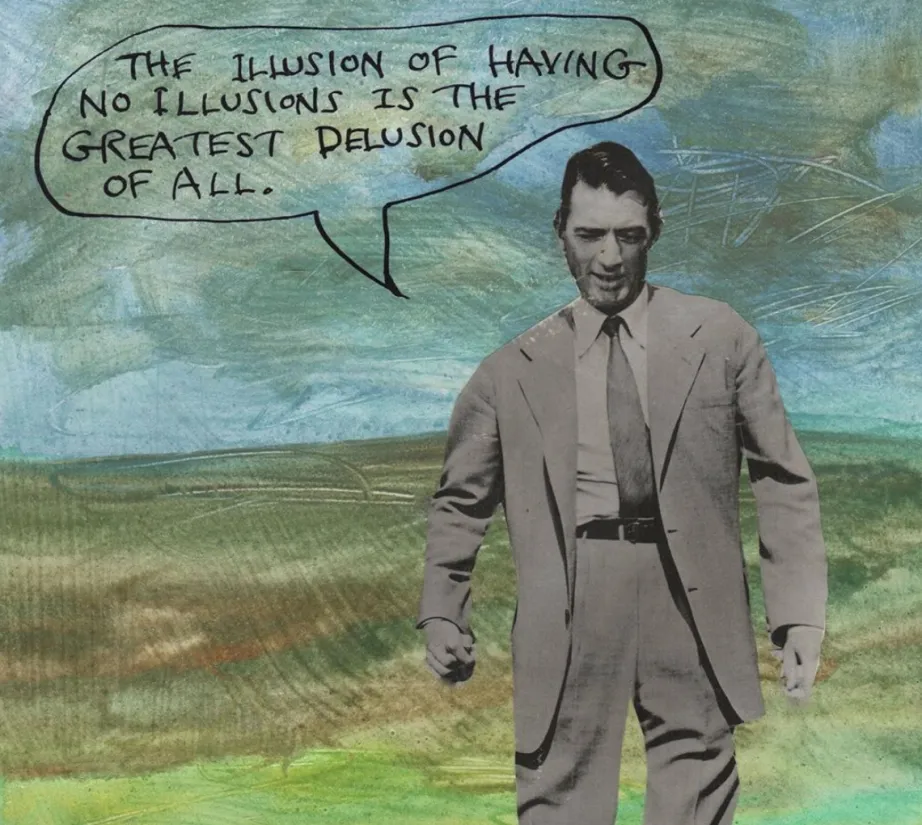 THE ILLUSION OF HAVING
NO ILLUSIONS IS THE
GREATEST DELUSION
OF ALL.